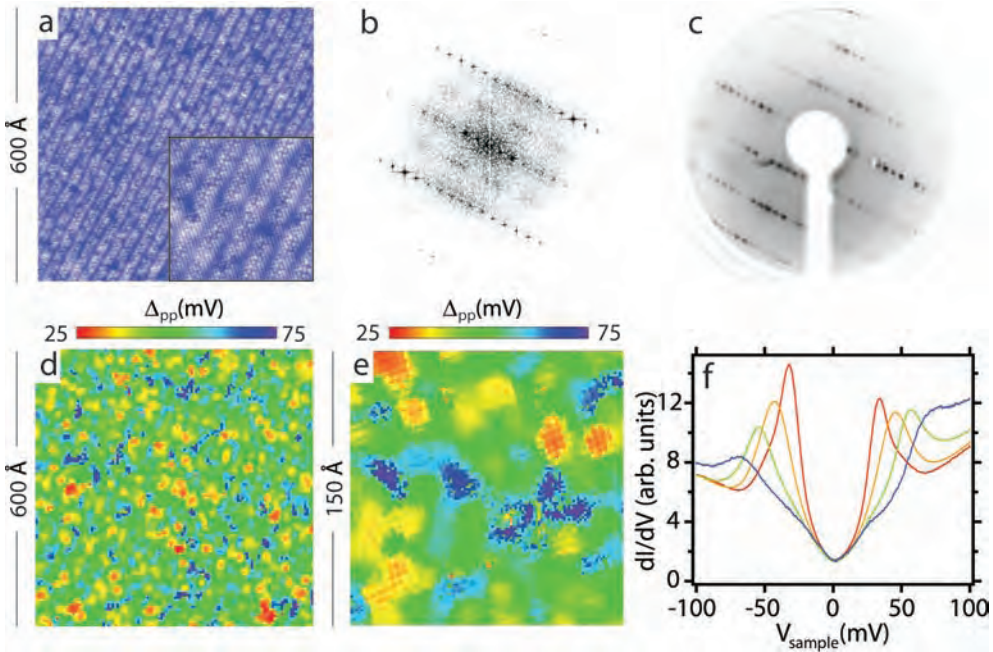 a
b
c
600 Å
Δpp(mV)
25
75
Δpp(mV)
25
75
d
e
f
600 Å
150 Å
dI/dV (arb. units)
12
8
4
0
-100
-50
0
50
100
Vsample(mV)